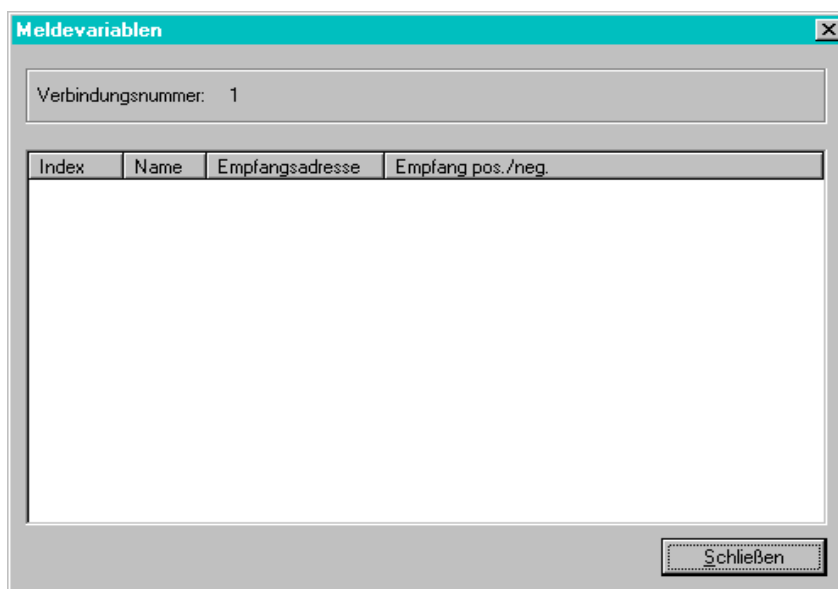 Meldevariablen
Verbindungsnummer: 1
Index Name Empfangsadresse Empfang pos./neg.
Schließen